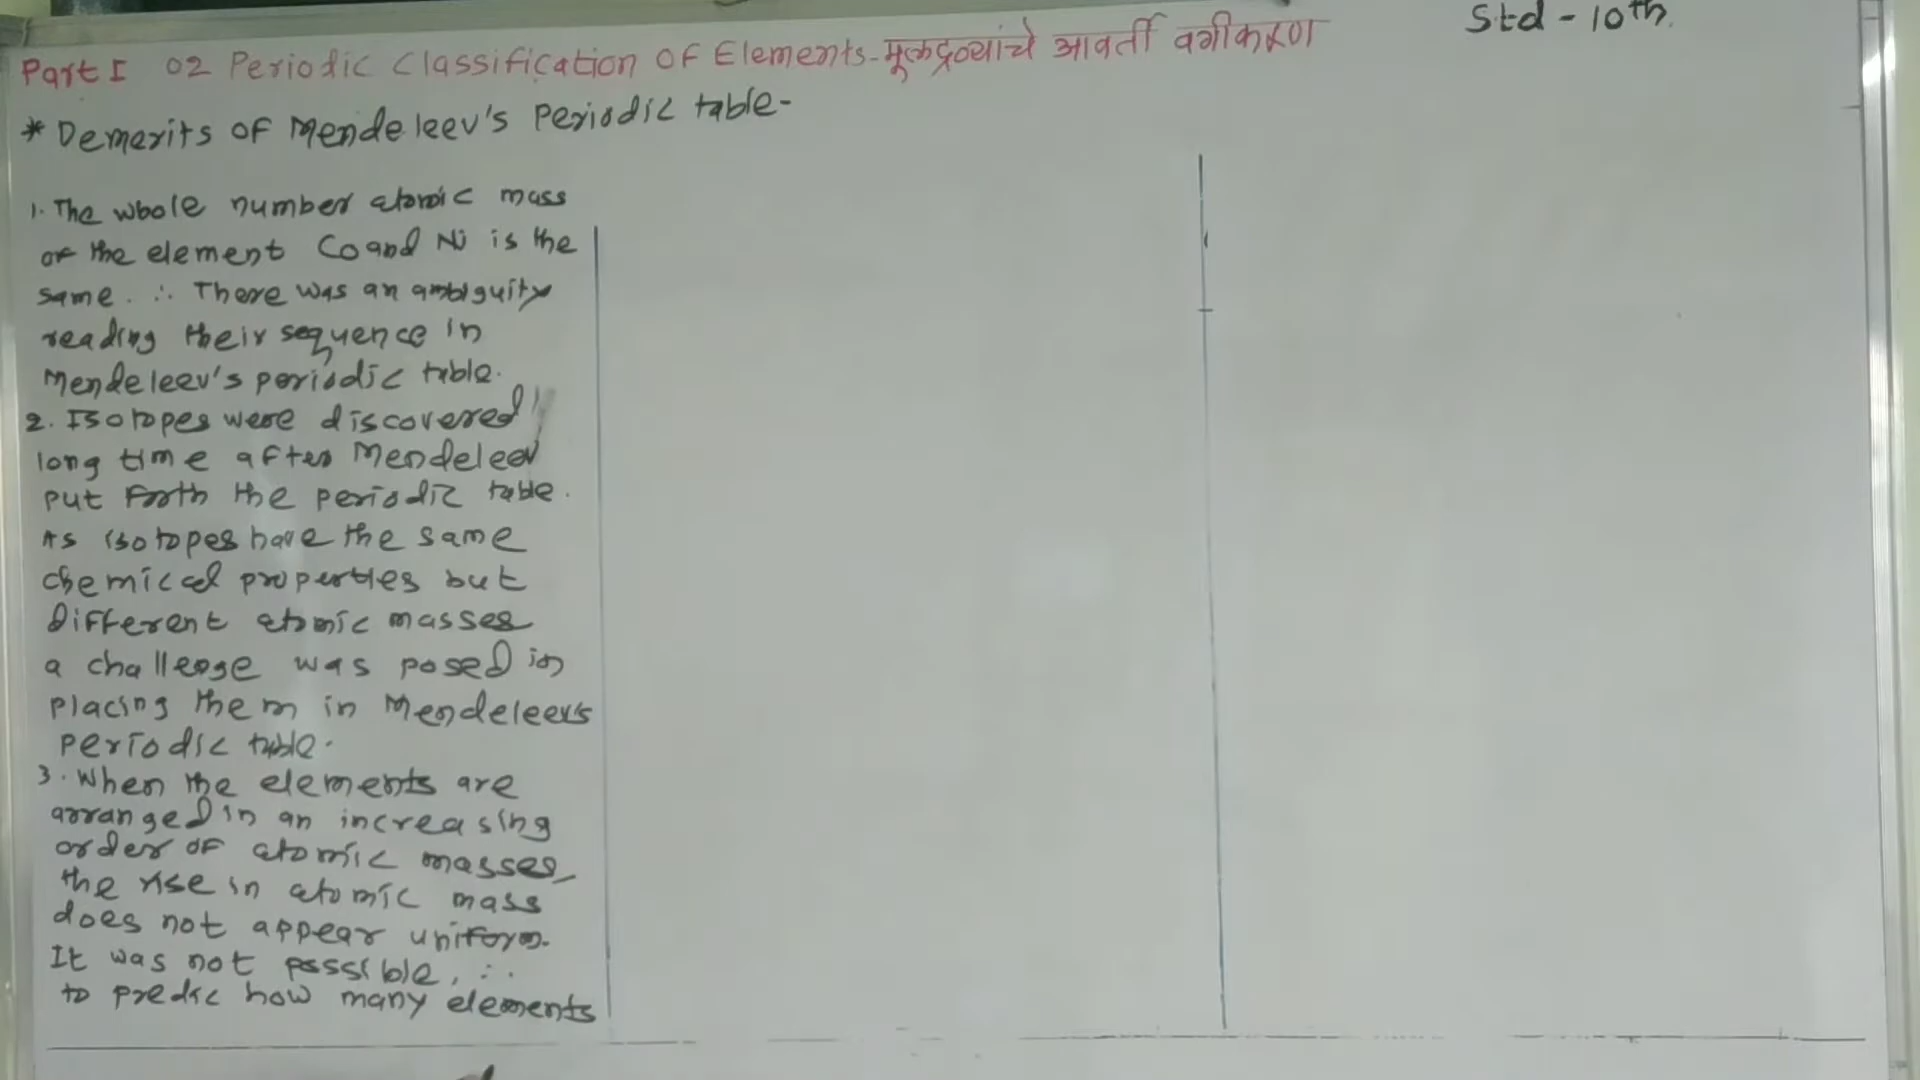 Std - 10th.
Part I 02 Periodic Classification Of Elements - मूलद्रव्यांचे आवर्ती वर्गीकरण
* Demerits of Mendeleev's Periodic table-
1. The whole number atomic mass
of the element Co and Ni is the
same. ∴ There was an ambiguity
reading their sequence in
Mendeleev's periodic table.
2. Isotopes were discovered
long time after Mendeleev
put forth the periodic table.
As isotopes have the same
chemical properties but
Different atomic masses
a challenge was posed in
placing them in Mendeleev's
periodic table.
3. When the elements are
arranged in an increasing
order of atomic masses,
the rise in atomic mass
does not appear uniform.
It was not possible, ∴
to predic how many elements